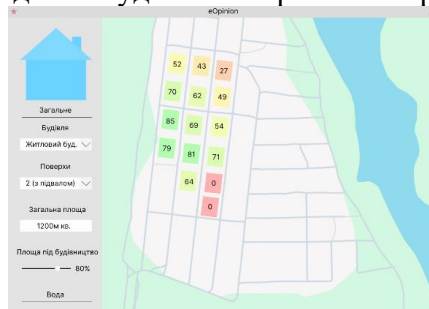 eOpinion
Загальне
Будівля
Житловий буд.
Поверхи
2 (з підвалом)
Загальна площа
1200м кв.
Площа під будівництво
80%
Вода
52 43 27
70 62 49
85 69 54
79 81 71
64 0
0